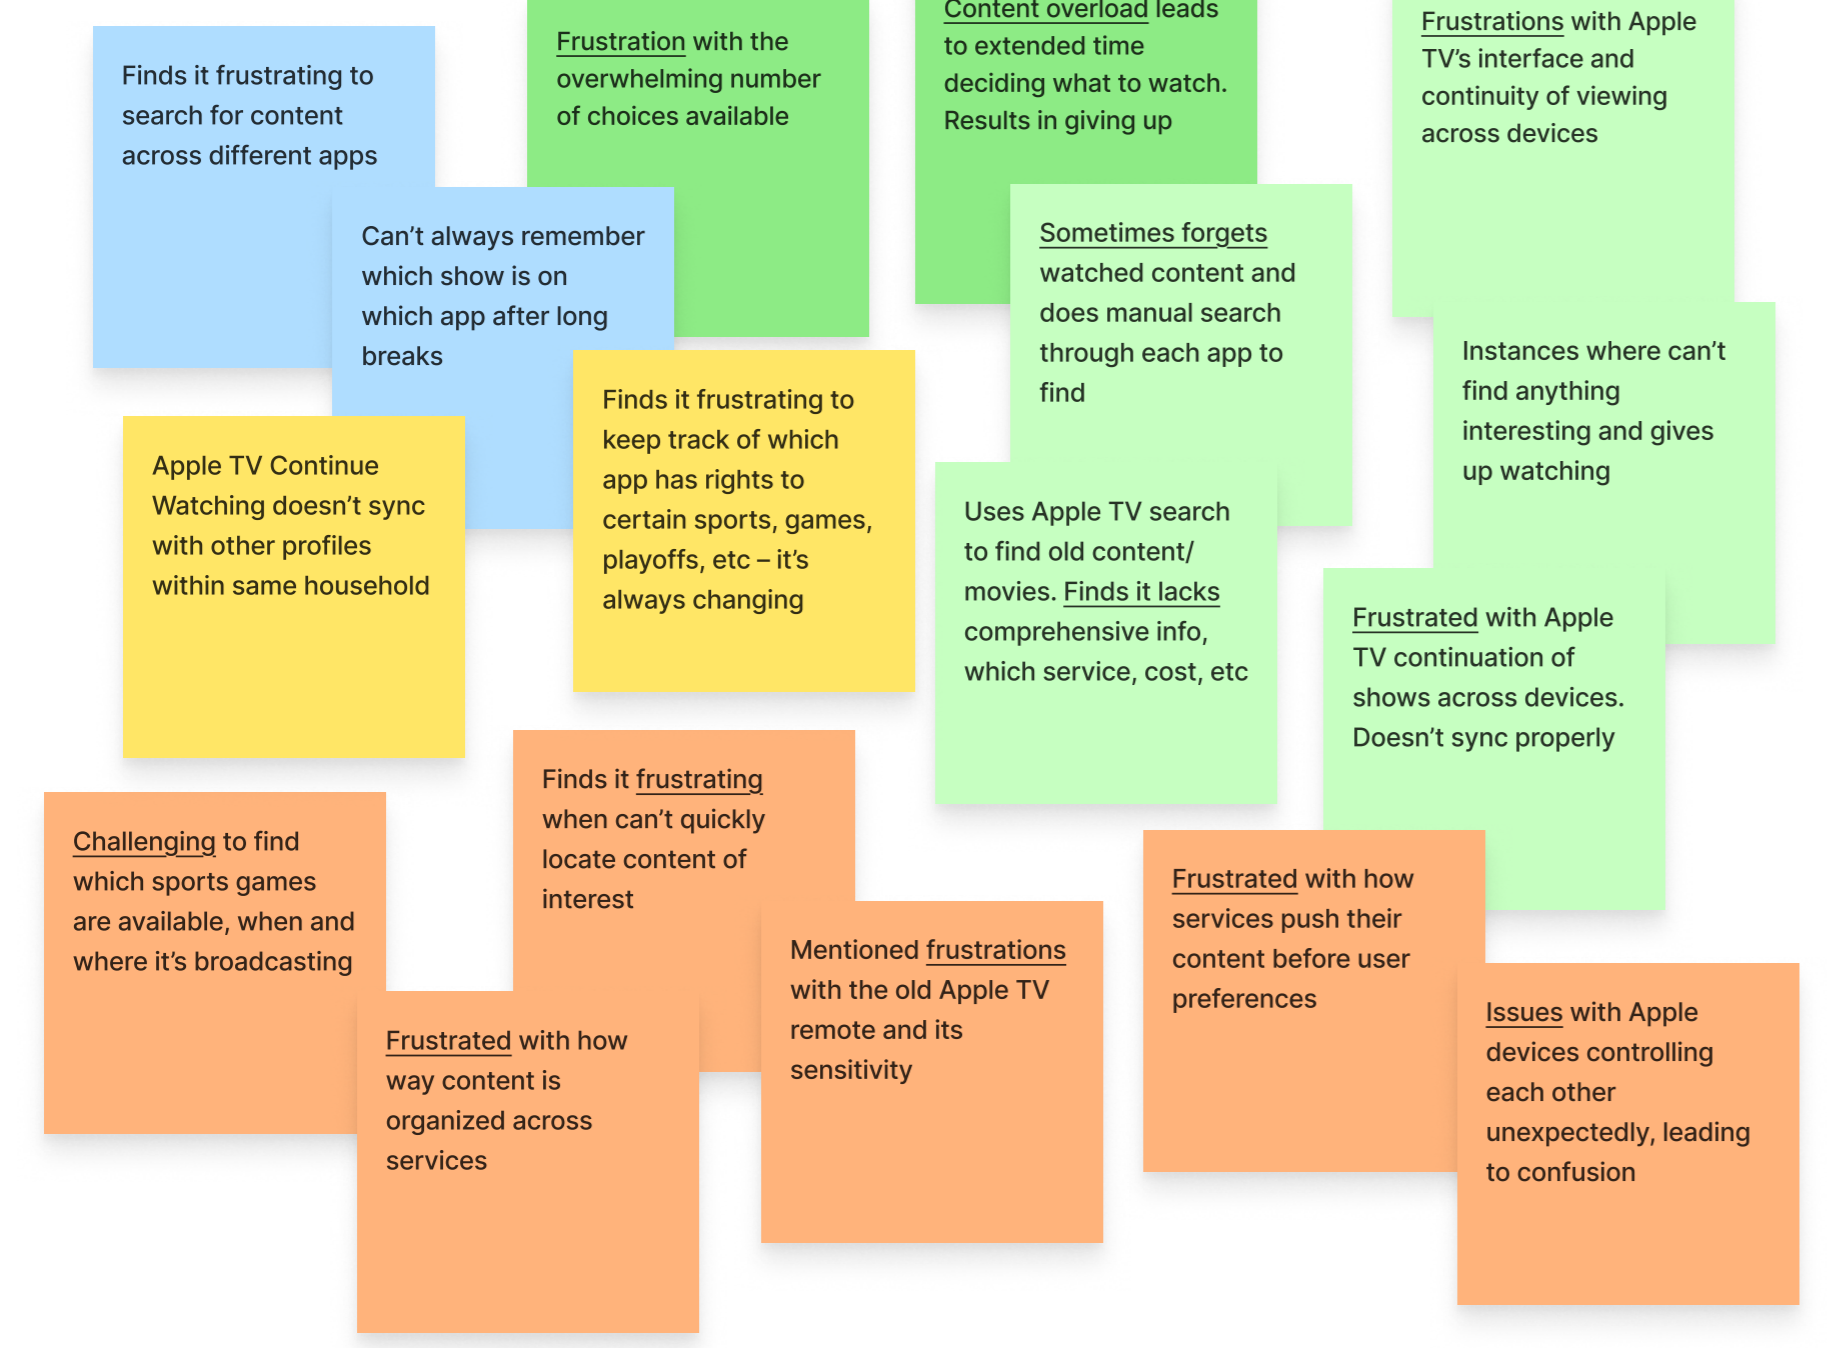 Finds it frustrating to
search for content
across different apps
Frustration with the
overwhelming number
of choices available
Content overload leads
to extended time
deciding what to watch.
Results in giving up
Frustrations with Apple
TV’s interface and
continuity of viewing
across devices
Can’t always remember
which show is on
which app after long
breaks
Sometimes forgets
watched content and
does manual search
through each app to
find
Instances where can’t
find anything
interesting and gives
up watching
Apple TV Continue
Watching doesn’t sync
with other profiles
within same household
Finds it frustrating to
keep track of which
app has rights to
certain sports, games,
playoffs, etc – it’s
always changing
Uses Apple TV search
to find old content/
movies. Finds it lacks
comprehensive info,
which service, cost, etc
Frustrated with Apple
TV continuation of
shows across devices.
Doesn’t sync properly
Challenging to find
which sports games
are available, when and
where it’s broadcasting
Finds it frustrating
when can’t quickly
locate content of
interest
Frustrated with how
way content is
organized across
services
Mentioned frustrations
with the old Apple TV
remote and its
sensitivity
Frustrated with how
services push their
content before user
preferences
Issues with Apple
devices controlling
each other
unexpectedly, leading
to confusion